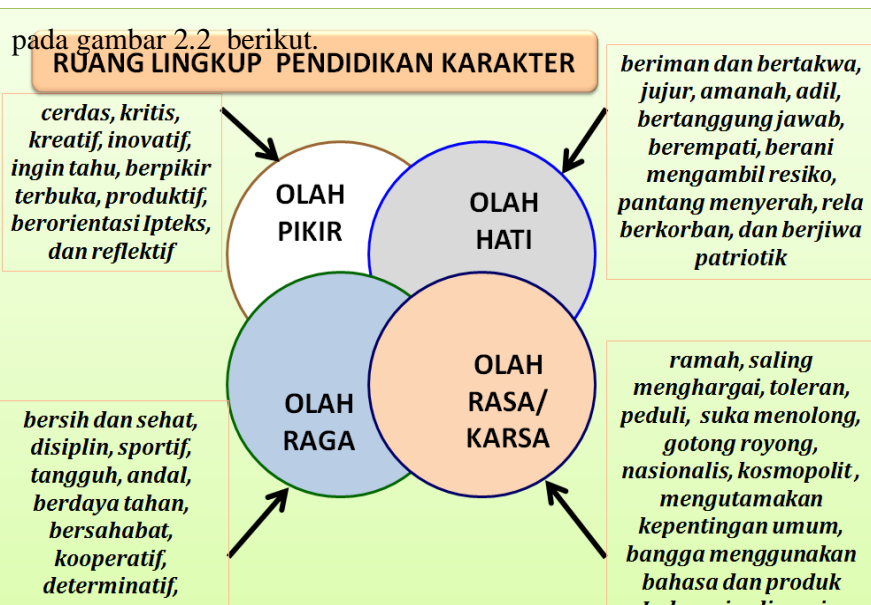 pada gambar 2.2 berikut.
RUANG LINGKUP PENDIDIKAN KARAKTER
cerdas, kritis,
kreatif, inovatif,
ingin tahu, berpikir
terbuka, produktif,
berorientasi Ipteks,
dan reflektif
OLAH
PIKIR
OLAH
HATI
beriman dan bertakwa,
jujur, amanah, adil,
bertanggung jawab,
berempati, berani
mengambil resiko,
pantang menyerah, rela
berkorban, dan berjiwa
patriotik
bersih dan sehat,
disiplin, sportif,
tangguh, andal,
berdaya tahan,
bersahabat,
kooperatif,
determinatif,
OLAH
RAGA
OLAH
RASA/
KARSA
ramah, saling
menghargai, toleran,
peduli, suka menolong,
gotong royong,
nasionalis, kosmopolit ,
mengutamakan
kepentingan umum,
bangga menggunakan
bahasa dan produk